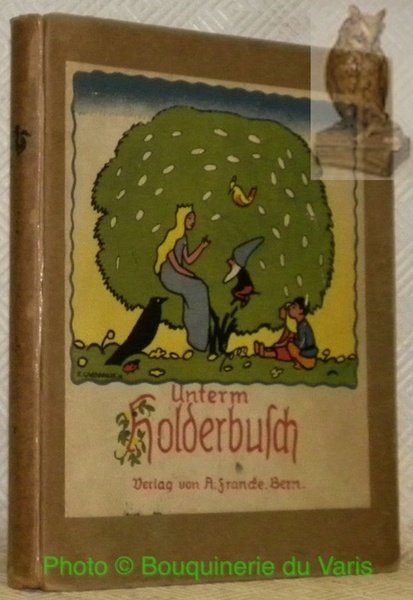 Unterm
Holderbusch
Verlag von A. Francke. Bern.
Photo © Bouquinerie du Varis